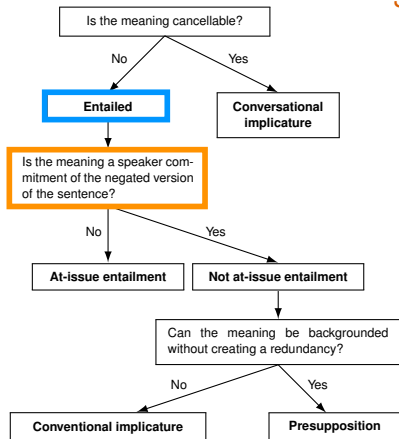 Is the meaning cancellable?
No
Yes
Entailed
Conversational
implicature
Is the meaning a speaker com-
mitment of the negated version
of the sentence?
No
Yes
At-issue entailment
Not at-issue entailment
Can the meaning be backgrounded
without creating a redundancy?
No
Yes
Conventional implicature
Presupposition